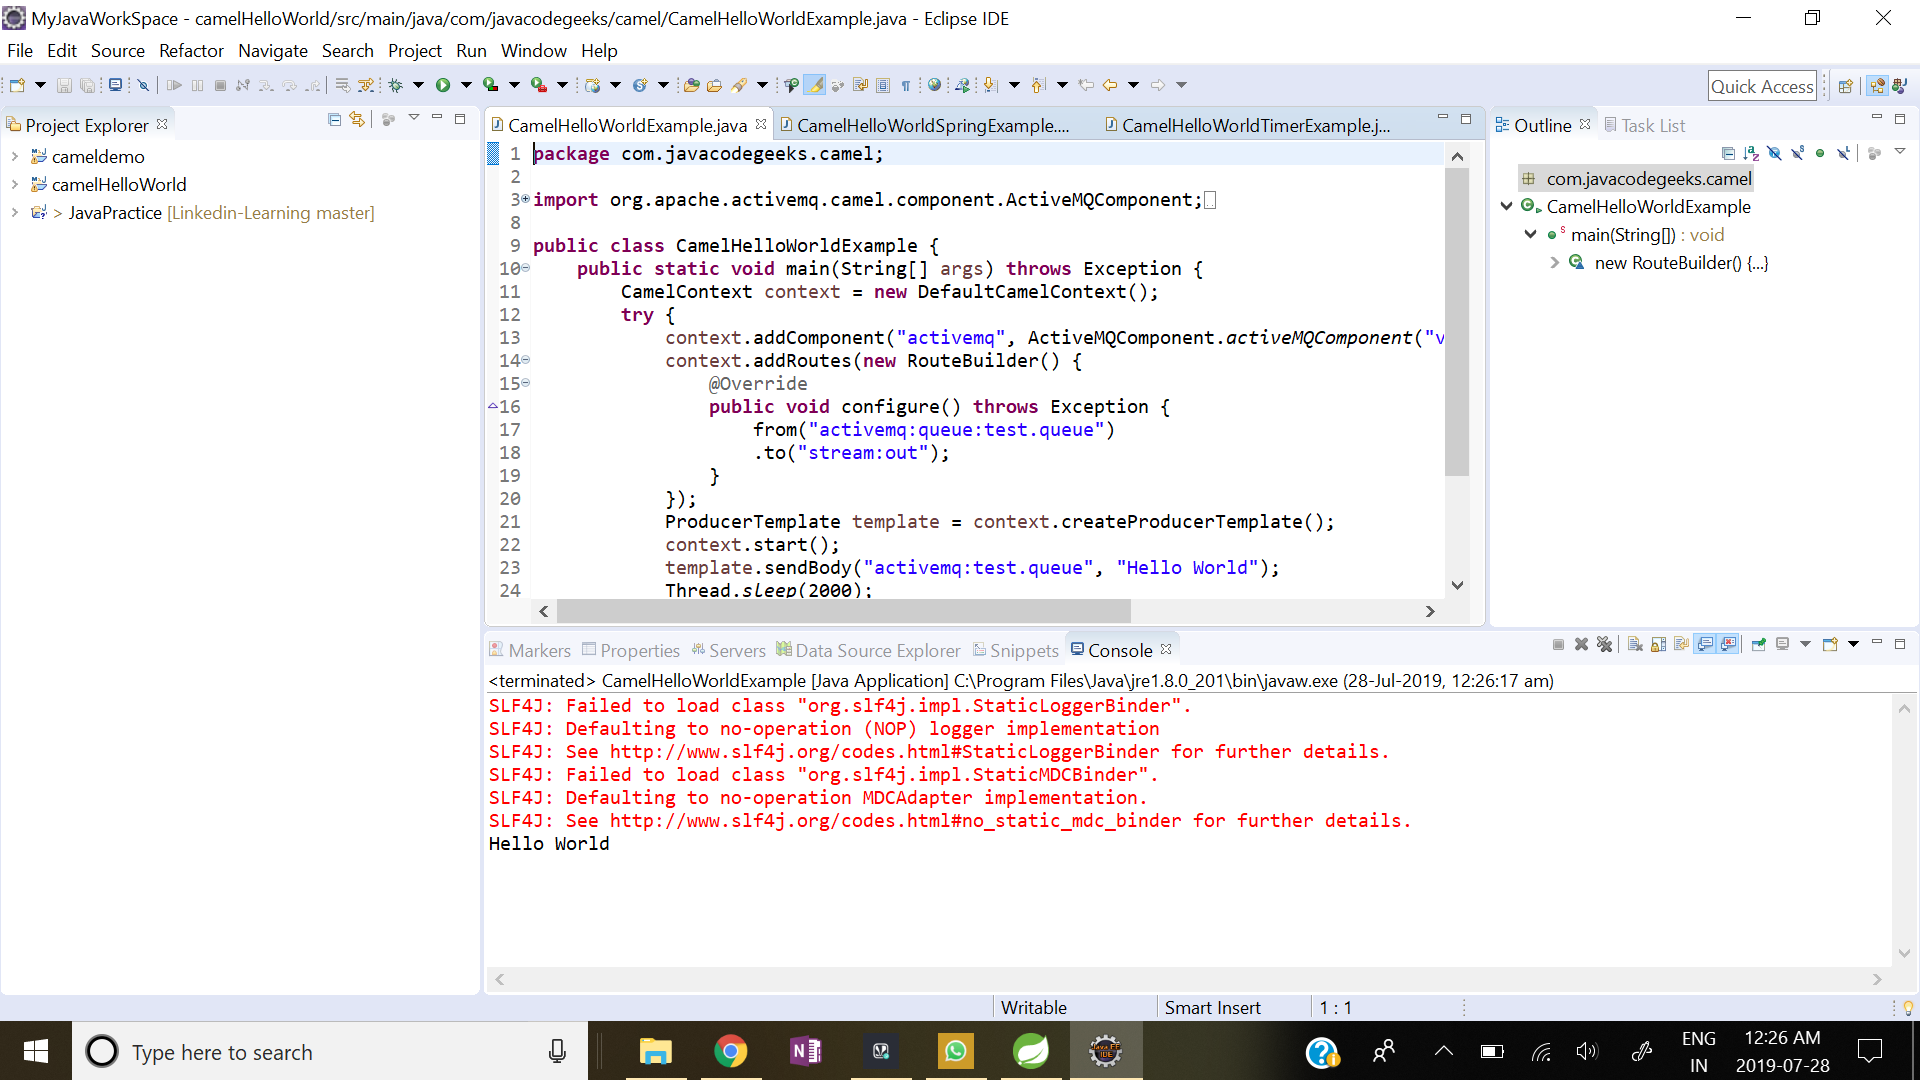 MyJavaWorkSpace - camelHelloWorld/src/main/java/com/javacodegeeks/camel/CamelHelloWorldExample.java - Eclipse IDE
File Edit Source Refactor Navigate Search Project Run Window Help
Quick Access
Project Explorer
cameldemo
camelHelloWorld
> JavaPractice [Linkedin-Learning master]
CamelHelloWorldExample.java CamelHelloWorldSpringExample.... CamelHelloWorldTimerExample.j...
1 package com.javacodegeeks.camel;
2
3 import org.apache.activemq.camel.component.ActiveMQComponent;
8
9 public class CamelHelloWorldExample {
10 public static void main(String[] args) throws Exception {
11 CamelContext context = new DefaultCamelContext();
12 try {
13 context.addComponent("activemq", ActiveMQComponent.activeMQComponent("v
14 context.addRoutes(new RouteBuilder() {
15 @Override
16 public void configure() throws Exception {
17 from("activemq:queue:test.queue")
18 .to("stream:out");
19 }
20 });
21 ProducerTemplate template = context.createProducerTemplate();
22 context.start();
23 template.sendBody("activemq:test.queue", "Hello World");
24 Thread.sleep(2000);
Outline Task List
com.javacodegeeks.camel
CamelHelloWorldExample
main(String[]) : void
new RouteBuilder() {...}
Markers Properties Servers Data Source Explorer Snippets Console
<terminated> CamelHelloWorldExample [Java Application] C:\Program Files\Java\jre1.8.0_201\bin\javaw.exe (28-Jul-2019, 12:26:17 am)
SLF4J: Failed to load class "org.slf4j.impl.StaticLoggerBinder".
SLF4J: Defaulting to no-operation (NOP) logger implementation
SLF4J: See http://www.slf4j.org/codes.html#StaticLoggerBinder for further details.
SLF4J: Failed to load class "org.slf4j.impl.StaticMDCBinder".
SLF4J: Defaulting to no-operation MDCAdapter implementation.
SLF4J: See http://www.slf4j.org/codes.html#no_static_mdc_binder for further details.
Hello World
Writable Smart Insert 1 : 1
Type here to search
ENG
IN
12:26 AM
2019-07-28